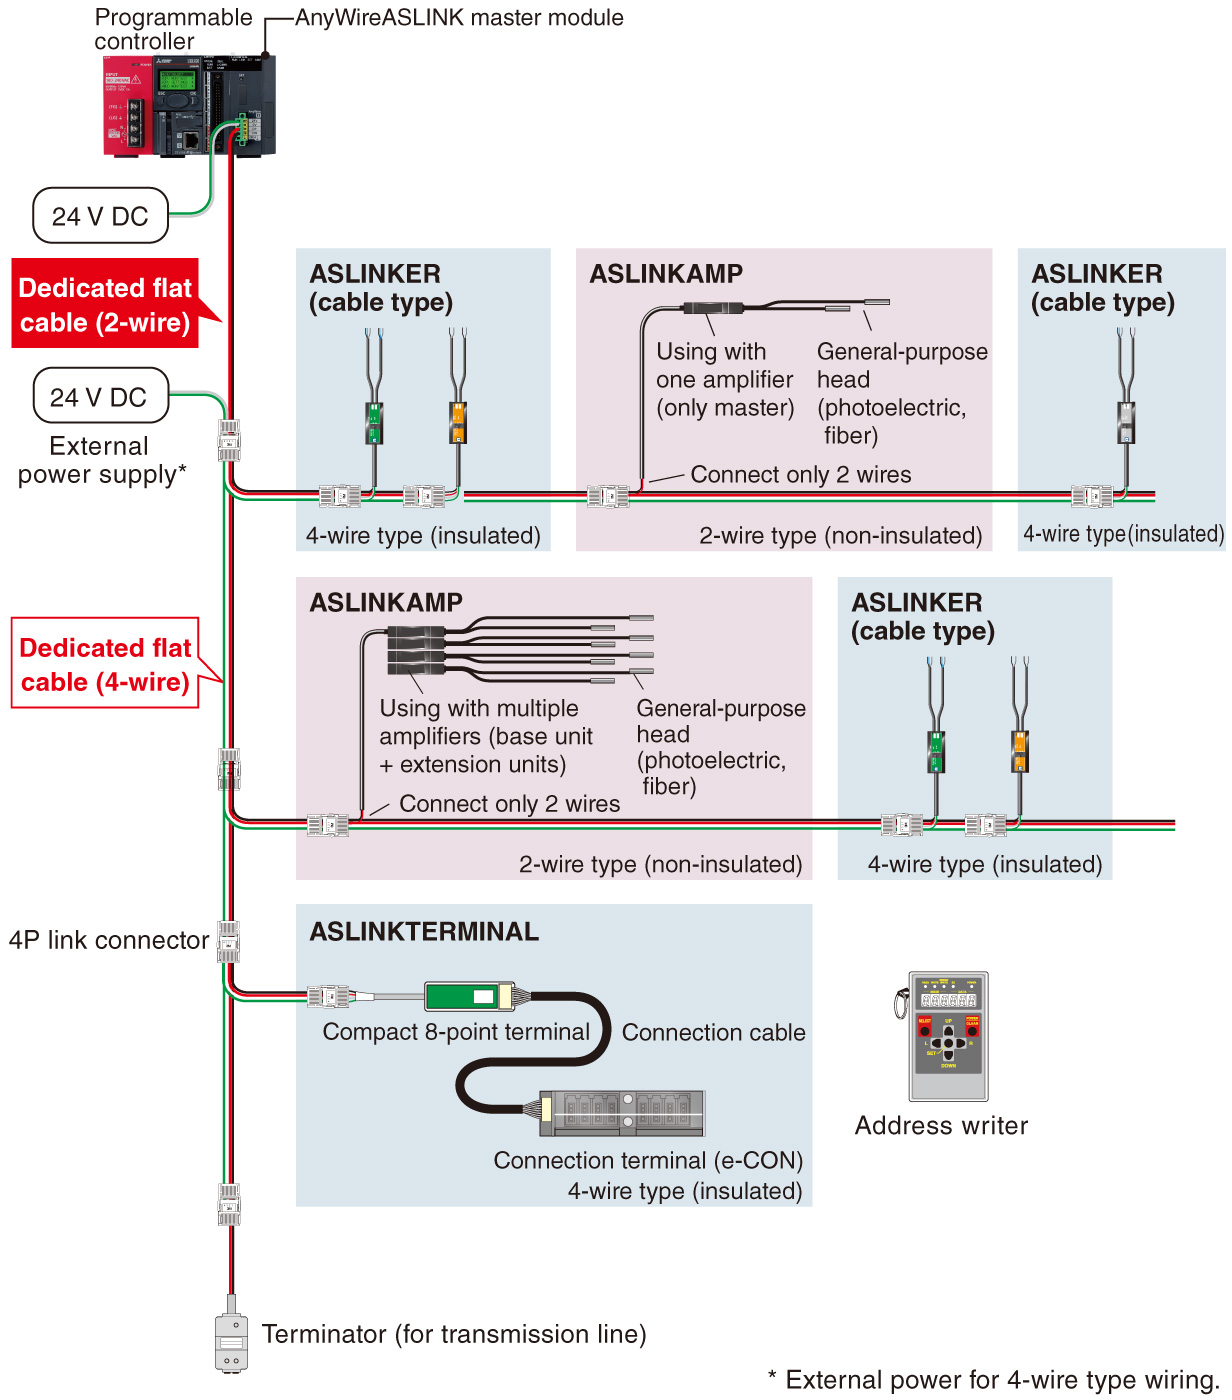 Programmable
controller
AnyWireASLINK master module
24 V DC
Dedicated flat
cable (2-wire)
24 V DC
External
power supply*
ASLINKER
(cable type)
4-wire type (insulated)
ASLINKAMP
Using with
one amplifier
(only master)
General-purpose
head
(photoelectric,
fiber)
Connect only 2 wires
2-wire type (non-insulated)
ASLINKER
(cable type)
4-wire type(insulated)
Dedicated flat
cable (4-wire)
ASLINKAMP
Using with multiple
amplifiers (base unit
+ extension units)
General-purpose
head
(photoelectric,
fiber)
Connect only 2 wires
2-wire type (non-insulated)
ASLINKER
(cable type)
4-wire type (insulated)
4P link connector
ASLINKTERMINAL
Compact 8-point terminal
Connection cable
Connection terminal (e-CON)
4-wire type (insulated)
SELECT
UP
CLEAR
L
R
SET
DOWN
Address writer
Terminator (for transmission line)
* External power for 4-wire type wiring.